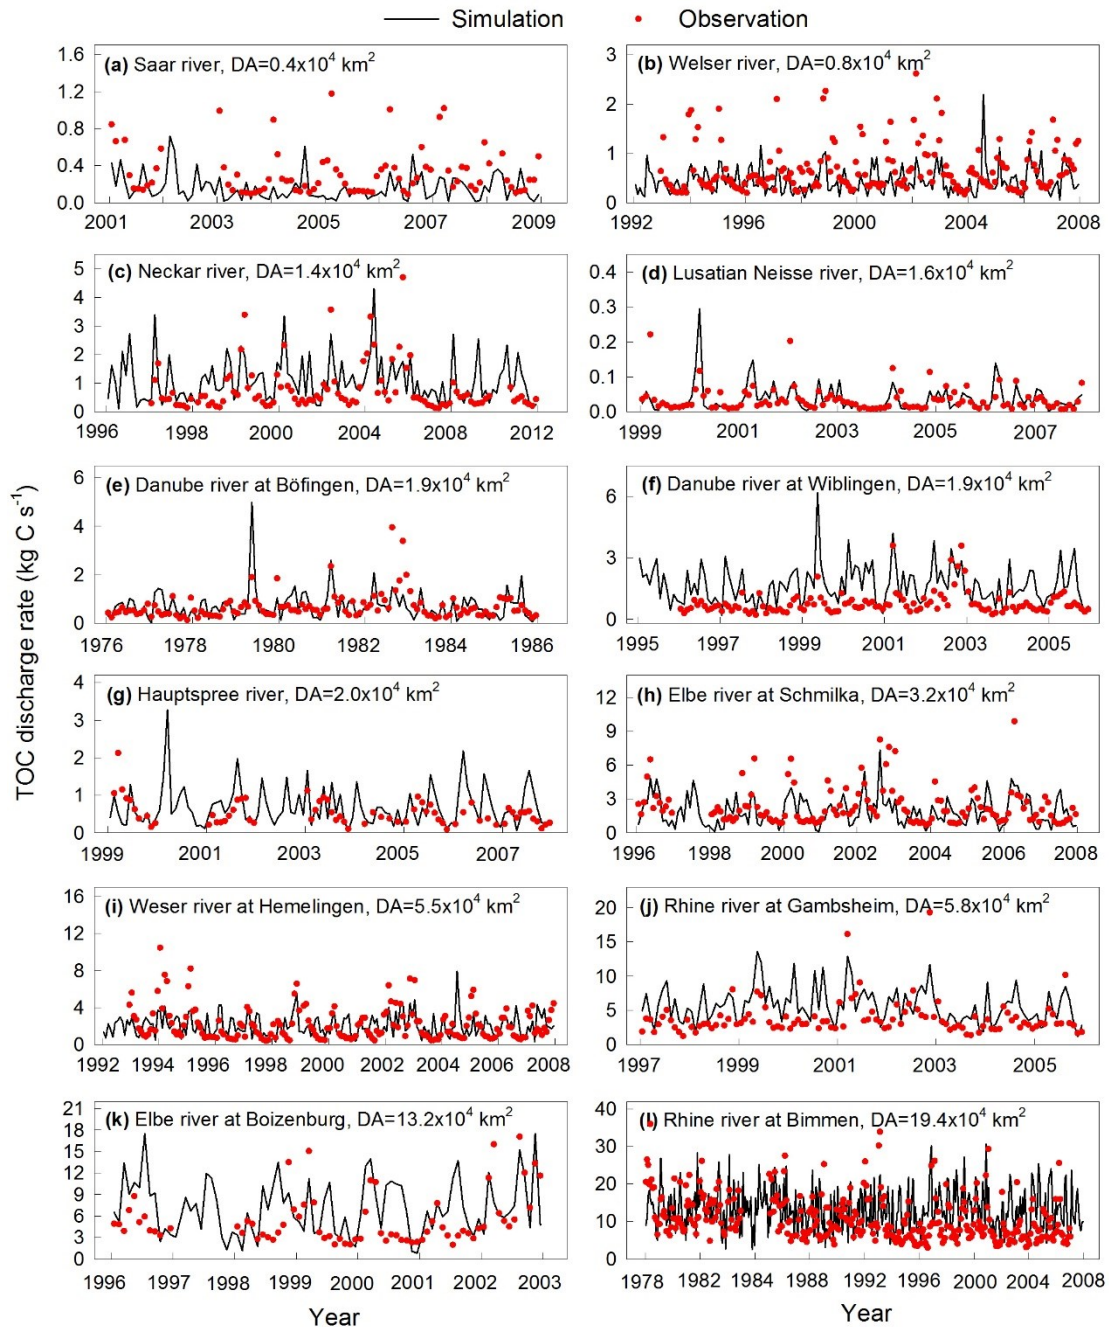 Simulation Observation
TOC discharge rate (kg C s⁻¹)
(a) Saar river, DA=0.4x10⁴ km²
1.6
1.2
0.8
0.4
0.0
2001 2003 2005 2007 2009
(b) Welser river, DA=0.8x10⁴ km²
3
2
1
0
1992 1996 2000 2004 2008
(c) Neckar river, DA=1.4x10⁴ km²
5
4
3
2
1
0
1996 1998 2000 2004 2008 2012
(d) Lusatian Neisse river, DA=1.6x10⁴ km²
0.4
0.3
0.2
0.1
0.0
1999 2001 2003 2005 2007
(e) Danube river at Böfingen, DA=1.9x10⁴ km²
6
4
2
0
1976 1978 1980 1982 1984 1986
(f) Danube river at Wiblingen, DA=1.9x10⁴ km²
6
3
0
1995 1997 1999 2001 2003 2005
(g) Hauptspree river, DA=2.0x10⁴ km²
4
3
2
1
0
1999 2001 2003 2005 2007
(h) Elbe river at Schmilka, DA=3.2x10⁴ km²
12
9
6
3
0
1996 1998 2000 2002 2004 2006 2008
(i) Weser river at Hemelingen, DA=5.5x10⁴ km²
16
12
8
4
0
1992 1994 1996 1998 2000 2002 2004 2006 2008
(j) Rhine river at Gambsheim, DA=5.8x10⁴ km²
20
15
10
5
0
1997 1999 2001 2003 2005
(k) Elbe river at Boizenburg, DA=13.2x10⁴ km²
21
18
15
12
9
6
3
0
1996 1997 1998 1999 2000 2001 2002 2003
Year
(l) Rhine river at Bimmen, DA=19.4x10⁴ km²
40
30
20
10
0
1978 1982 1984 1992 1996 2000 2004 2008
Year